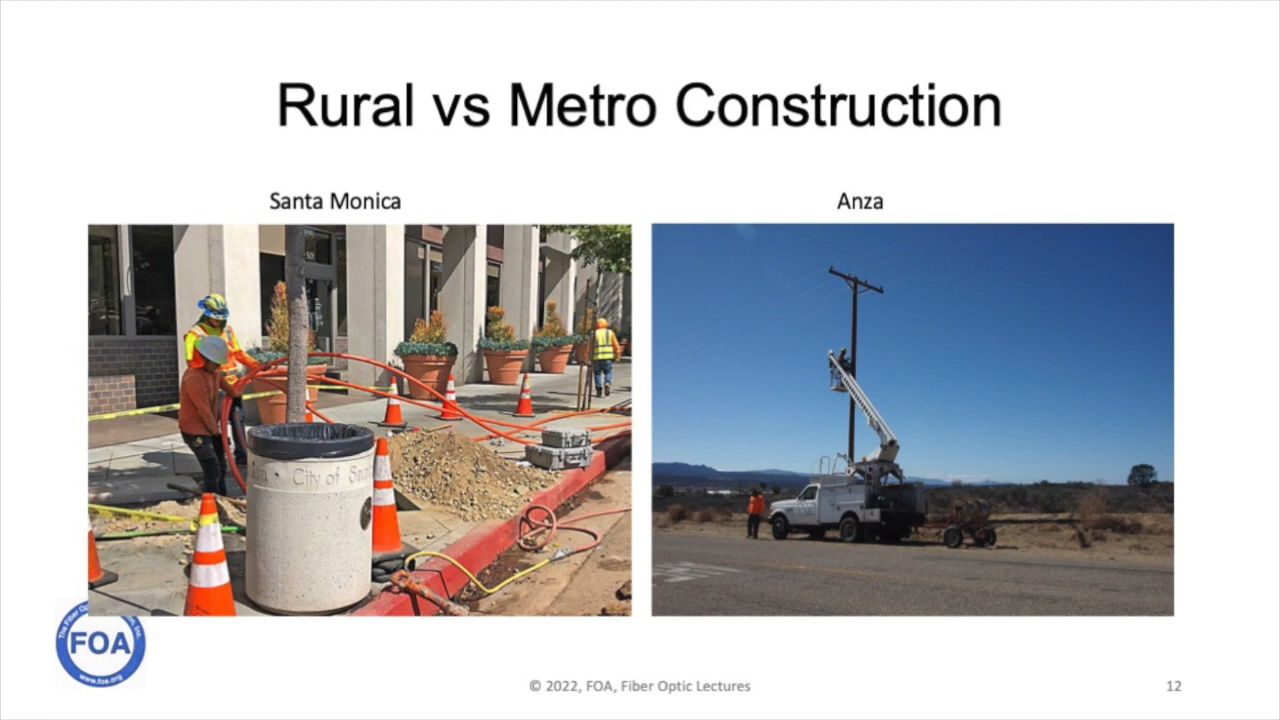 Rural vs Metro Construction
Santa Monica
Anza
501
City of
FOA
www.foa.org
© 2022, FOA, Fiber Optic Lectures
12